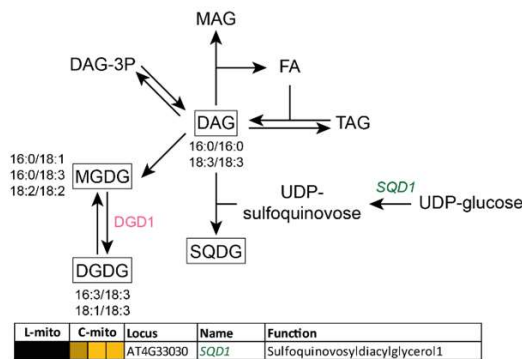 MAG
DAG-3P
FA
DAG
TAG
16:0/16:0
18:3/18:3
16:0/18:1
16:0/18:3
18:2/18:2
MGDG
UDP-
sulfoquinovose
SQD1
UDP-glucose
DGD1
SQDG
DGDG
16:3/18:3
18:1/18:3
L-mito C-mito Locus Name Function
AT4G33030 SQD1 Sulfoquinovosyldiacylglycerol1